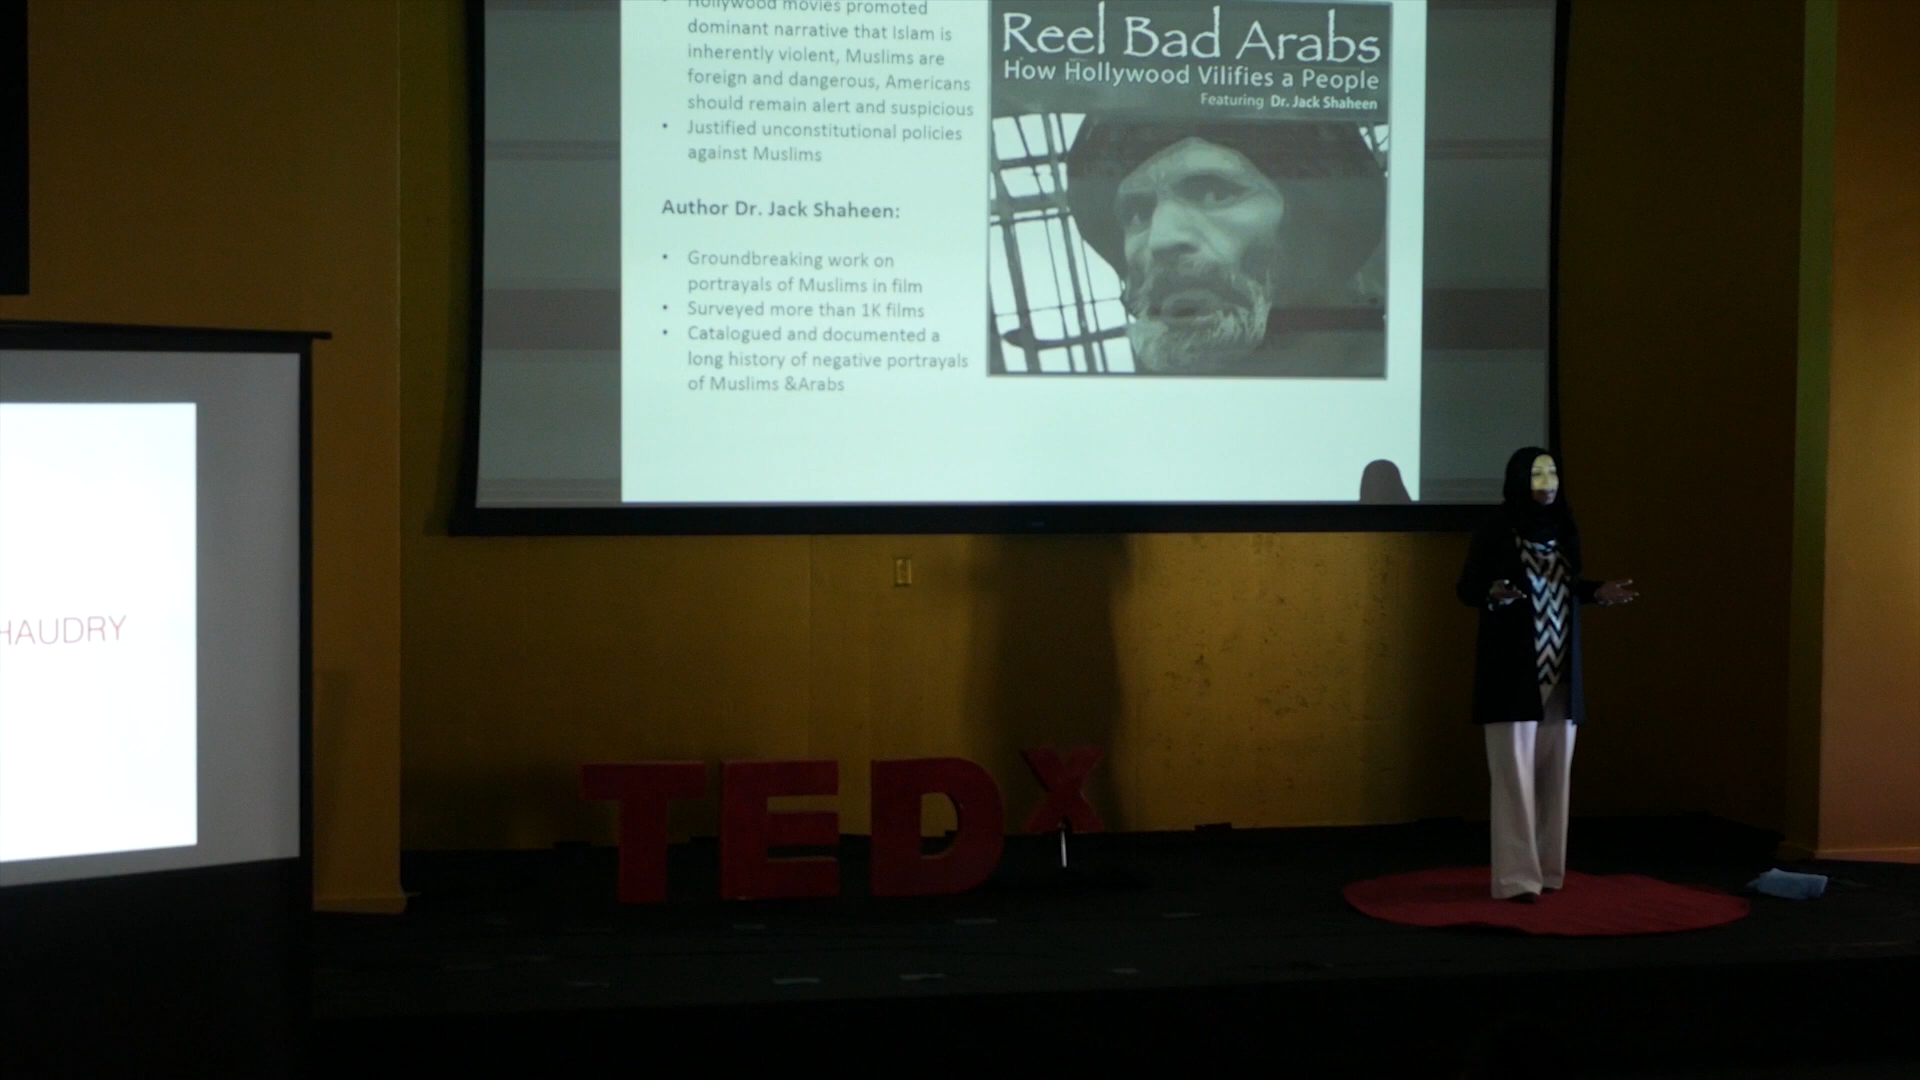 Hollywood movies promoted
dominant narrative that Islam is
inherently violent, Muslims are
foreign and dangerous, Americans
should remain alert and suspicious
• Justified unconstitutional policies
against Muslims
Author Dr. Jack Shaheen:
• Groundbreaking work on
portrayals of Muslims in film
• Surveyed more than 1K films
• Catalogued and documented a
long history of negative portrayals
of Muslims &Arabs
Reel Bad Arabs
How Hollywood Vilifies a People
Featuring Dr. Jack Shaheen
HAUDRY
TEDx